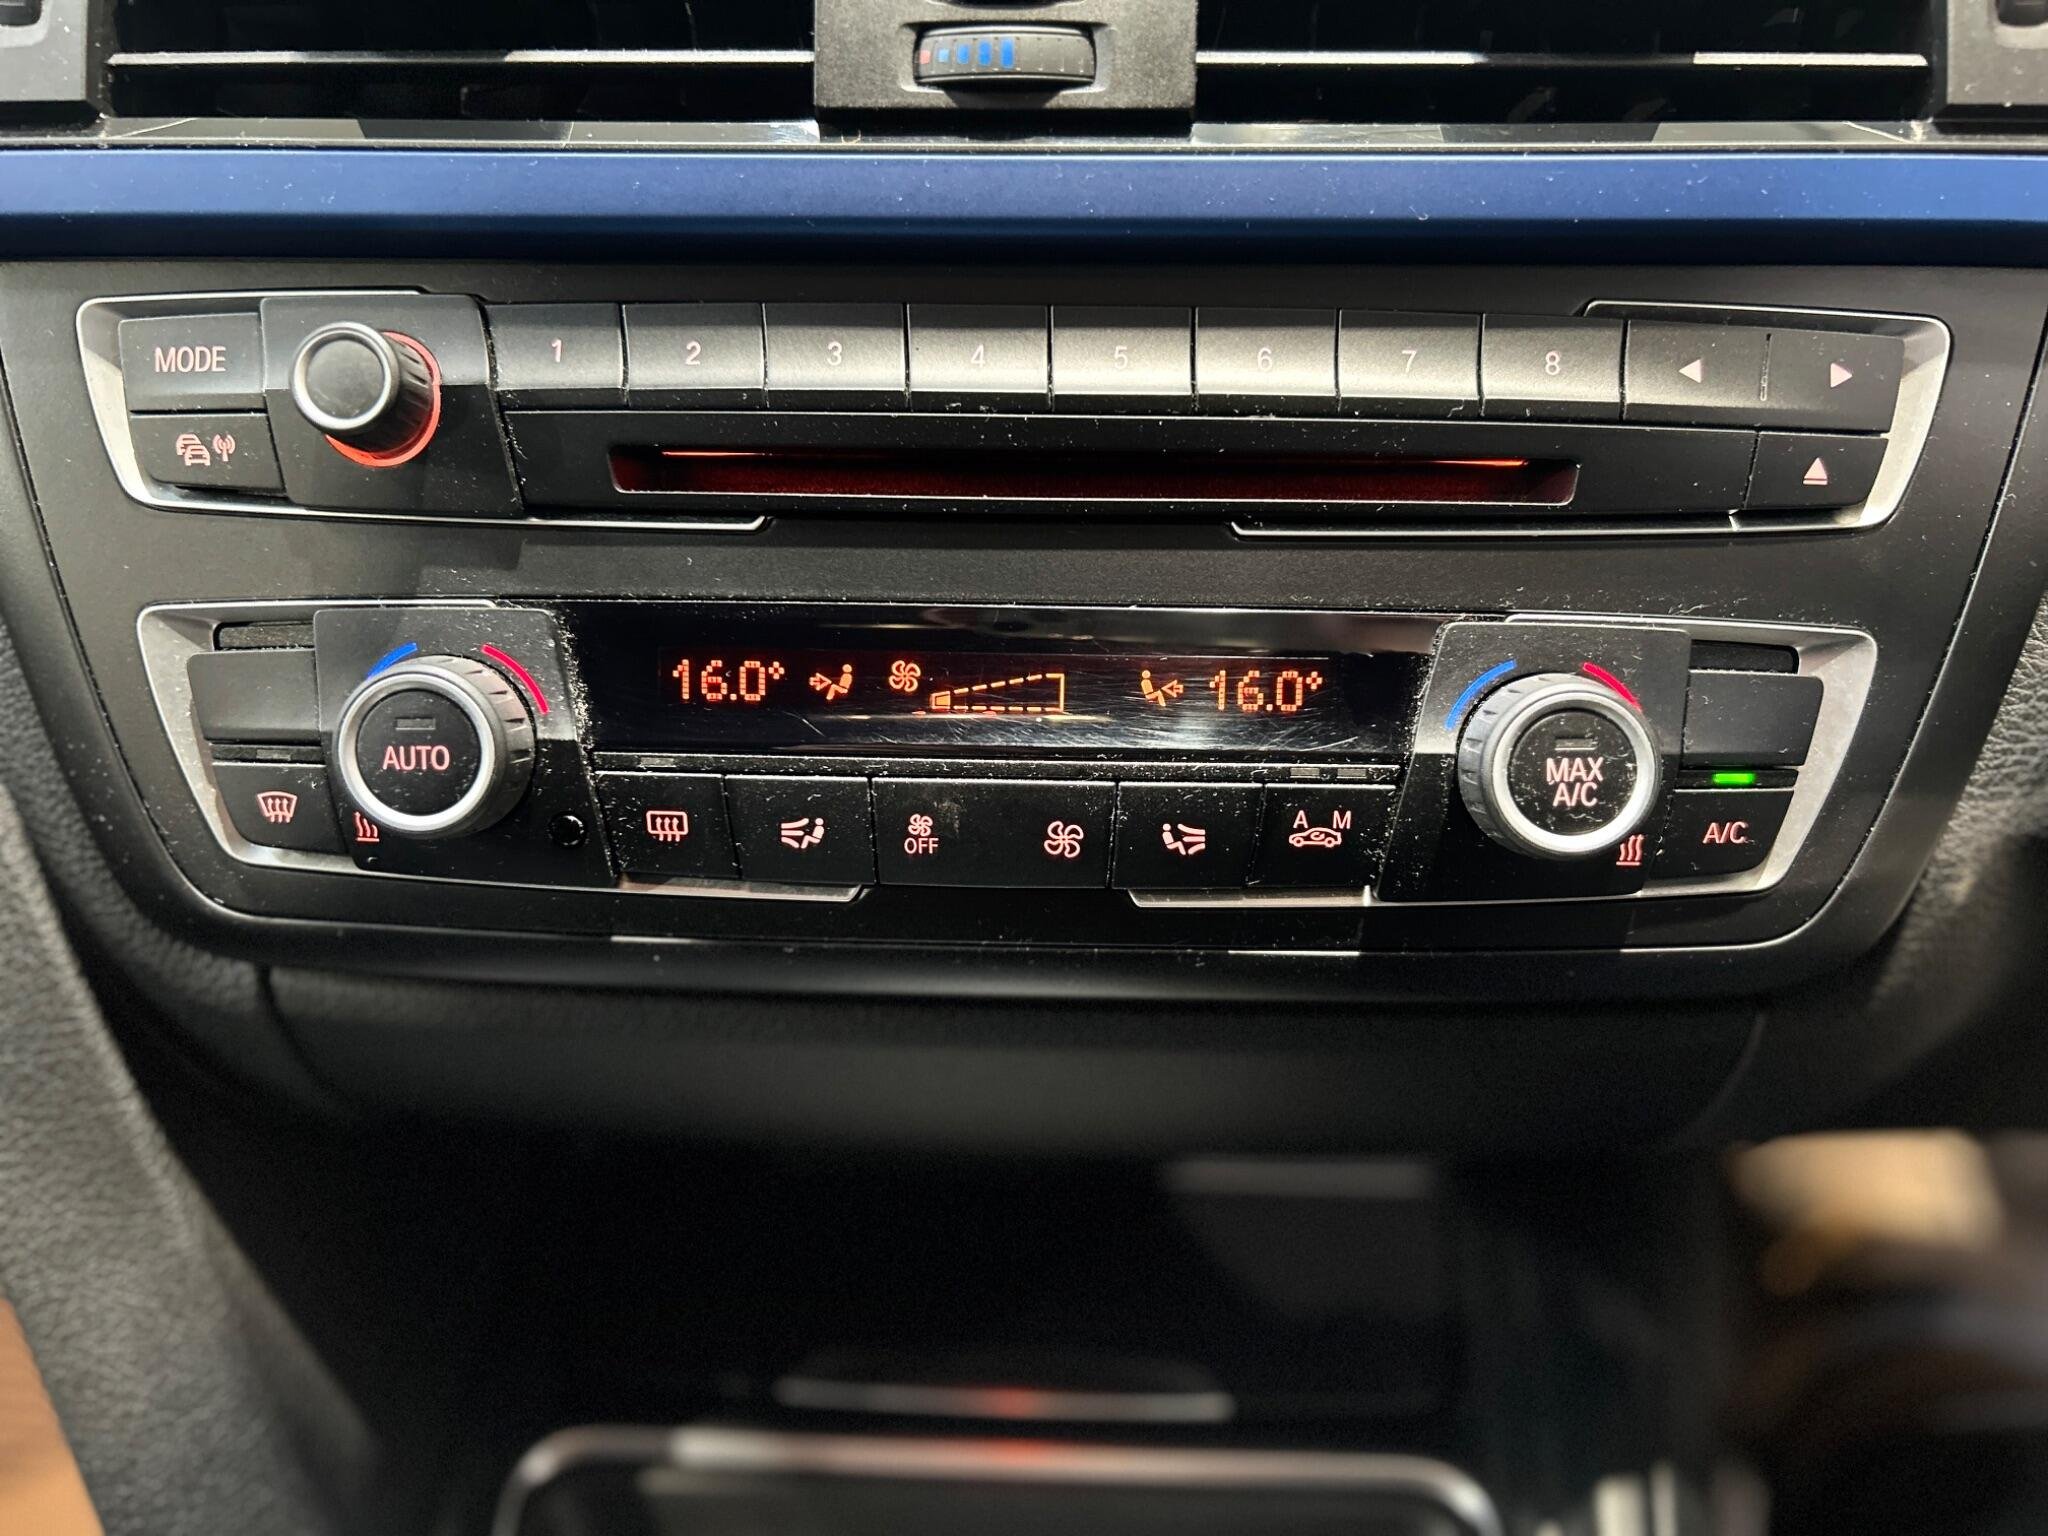 MODE 1 2 3 4 5 6 7 8
16.0° 16.0°
AUTO
MAX
A/C
A M
OFF
A/C